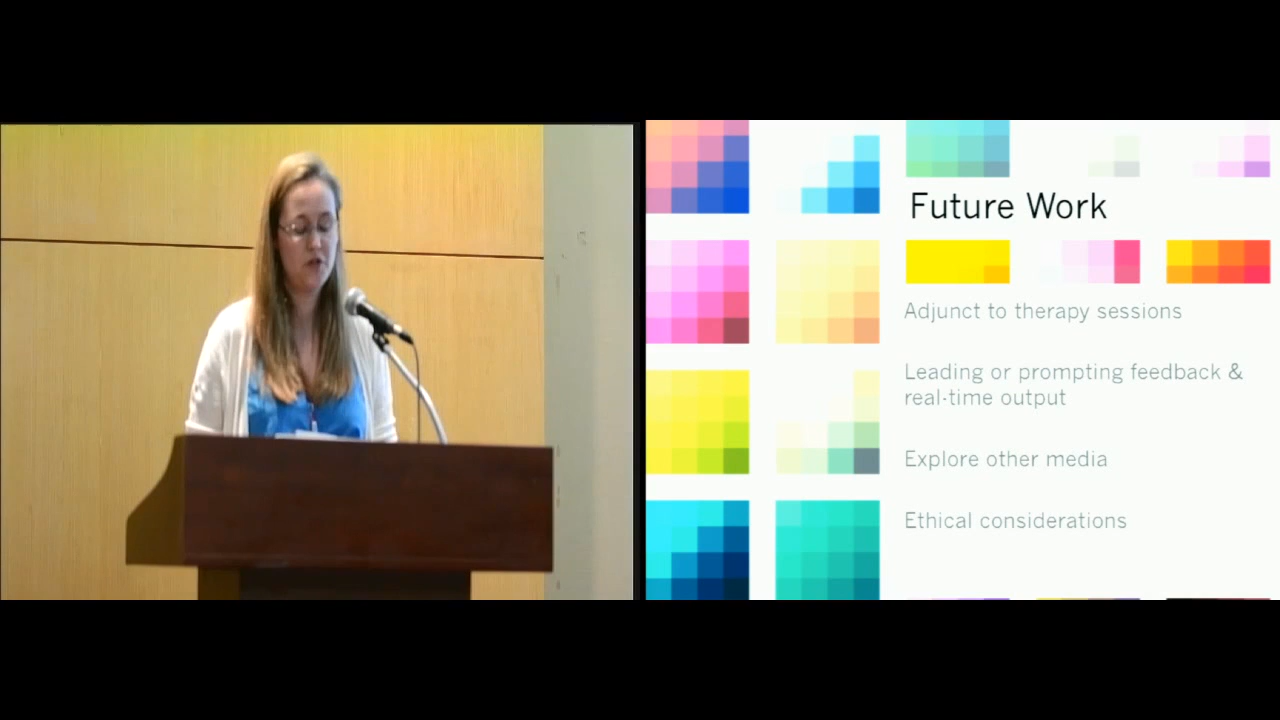 Future Work
Adjunct to therapy sessions
Leading or prompting feedback &
real-time output
Explore other media
Ethical considerations